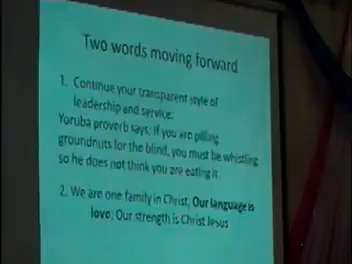 Two words moving forward
1. Continue your transparent style of
leadership and service:
Yoruba proverb says; if you are pilling
groundnuts for the blind, you must be whistling
so he does not think you are eating it
2. We are one family in Christ; Our language is
love, Our strength is Christ Jesus